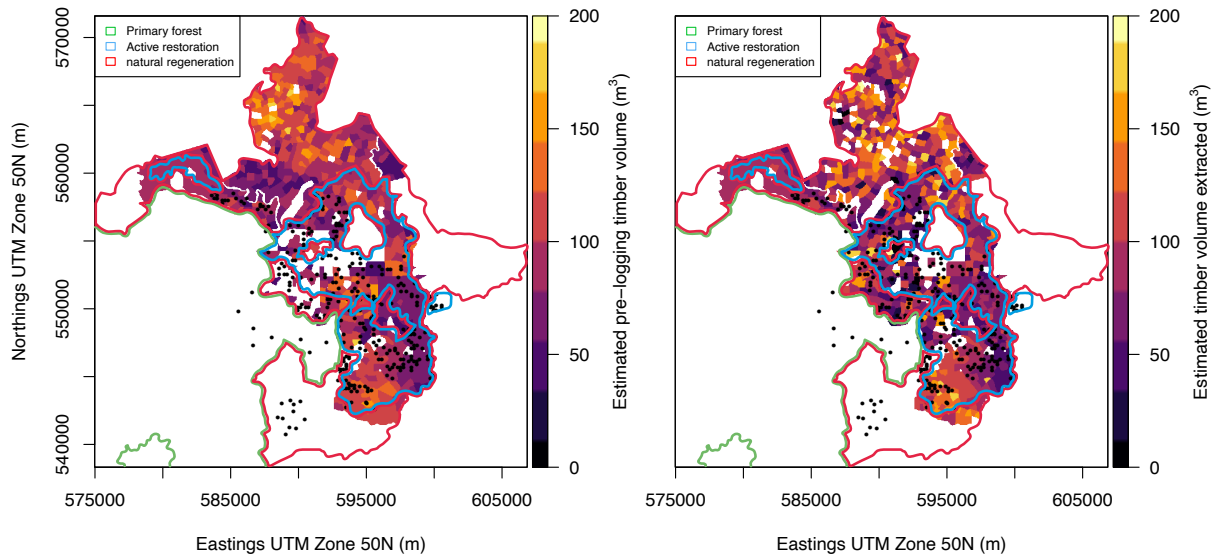 Primary forest
Active restoration
natural regeneration
Northings UTM Zone 50N (m)
570000
560000
550000
540000
575000 585000 595000 605000
Eastings UTM Zone 50N (m)
200
150
100
50
0
Estimated pre−logging timber volume (m³)
Primary forest
Active restoration
natural regeneration
575000 585000 595000 605000
Eastings UTM Zone 50N (m)
200
150
100
50
0
Estimated timber volume extracted (m³)